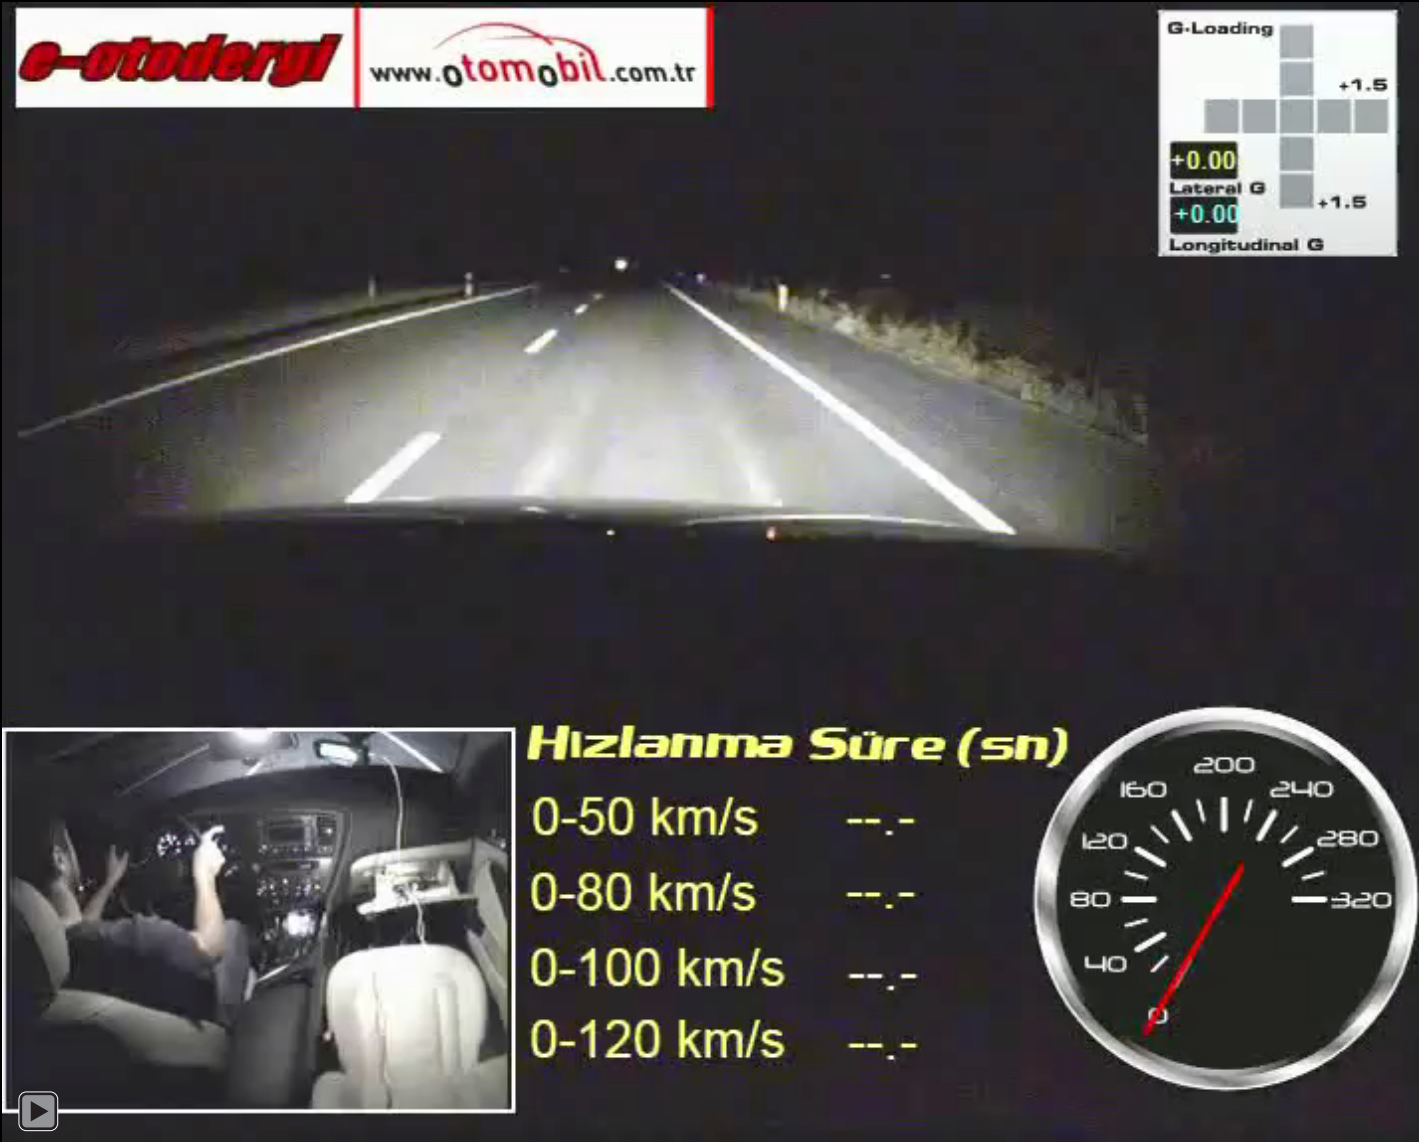 e-otodergi
www.otomobil.com.tr
G-Loading
+1.5
+0.00
Lateral G
+1.5
+0.00
Longitudinal G
Hızlanma Süre (sn)
0-50 km/s --.-
0-80 km/s --.-
0-100 km/s --.-
0-120 km/s --.-
200
160 240
120 280
80 320
40
0